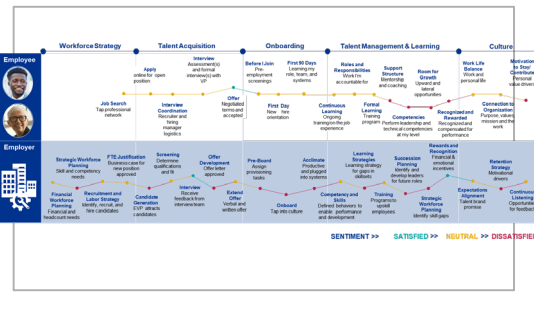 Workforce Strategy
Talent Acquisition
Onboarding
Talent Management & Learning
Culture
Employee
Job Search
Tap professional
network
Apply
online for open
position
Interview
Coordination
Recruiter and
hiring
manager
logistics
Interview
Assessment(s)
and formal
interview(s) with
VP
Offer
Negotiated
terms and
accepted
Before I Join
Pre-
employment
screenings
First Day
New hire
orientation
First 90 Days
Learning my
role, team, and
systems
Continuous
Learning
Ongoing
training on the job
experience
Roles and
Responsibilities
Work I'm
accountable for
Formal
Learning
Training
program
Support
Structure
Mentorship
and coaching
Competencies
Perform leadership and
technical competencies
at my level
Room for
Growth
Upward and
lateral
opportunities
Recognized and
Rewarded
Recognized and
compensated for
performance
Work Life
Balance
Work and
personal life
Connection to
Organization
Purpose, values,
mission and the
work
Motivation
to Stay/
Contribute
Personal
value drivers
Employer
Strategic Workforce
Planning
Skill and competency
needs
Financial
Workforce
Planning
Financial and
headcount needs
FTE Justification
Business case for
new position
approved
Recruitment and
Labor Strategy
Identify, recruit, and
hire candidates
Candidate
Generation
EVP attracts
candidates
Screening
Determine
qualifications
and fit
Interview
Receive
feedback from
interview team
Offer
Development
Offer letter
approved
Extend
Offer
Verbal and
written offer
Pre-Board
Assign
provisioning
tasks
Onboard
Tap into culture
Acclimate
Productive
and plugged
into systems
Competency and
Skills
Defined behaviors to
enable performance
and development
Learning
Strategies
Learning strategy
for gaps in
skillsets
Training
Programs to
upskill
employees
Succession
Planning
Identify and
develop leaders
for future roles
Strategic
Workforce
Planning
Identify skill gaps
Rewards and
Recognition
Financial &
emotional
incentives
Expectations
Alignment
Talent brand
promise
Retention
Strategy
Motivational
drivers
Continuous
Listening
Opportunities
for feedback
SENTIMENT >>
SATISFIED >>
NEUTRAL >>
DISSATISFIED